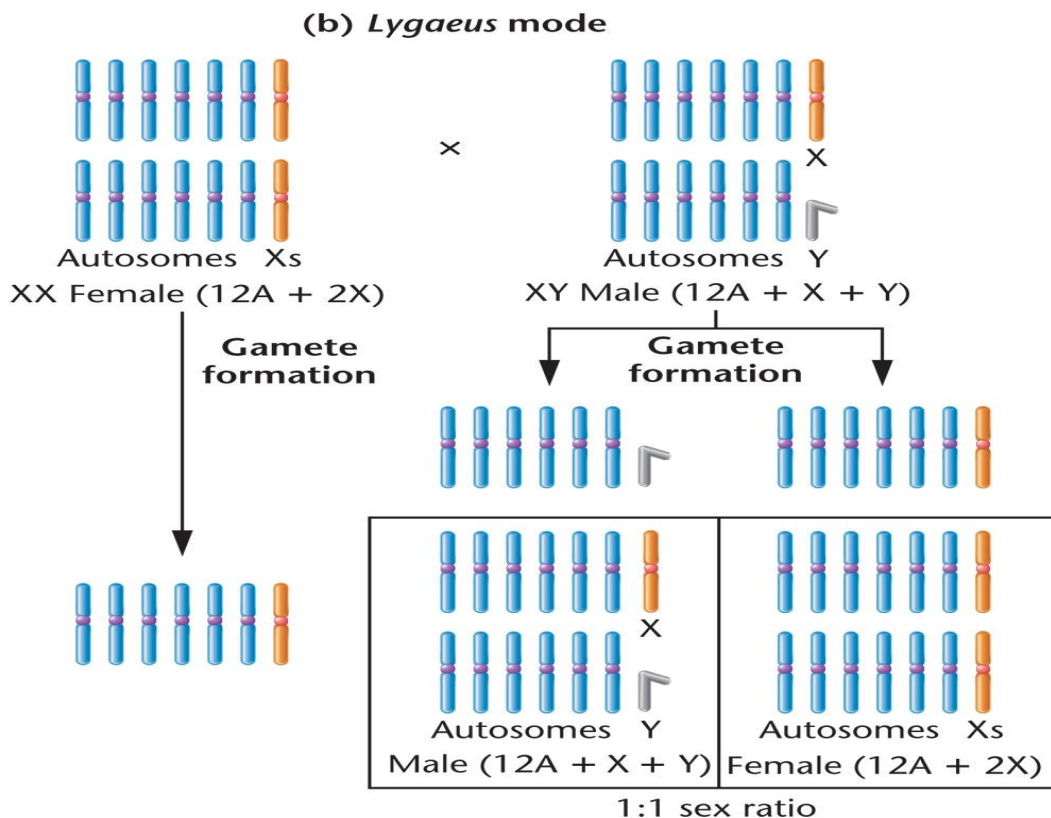 (b) Lygaeus mode
×
X
Autosomes Xs
Autosomes Y
XX Female (12A + 2X)
XY Male (12A + X + Y)
Gamete
formation
Gamete
formation
X
Autosomes Y
Autosomes Xs
Male (12A + X + Y)
Female (12A + 2X)
1:1 sex ratio